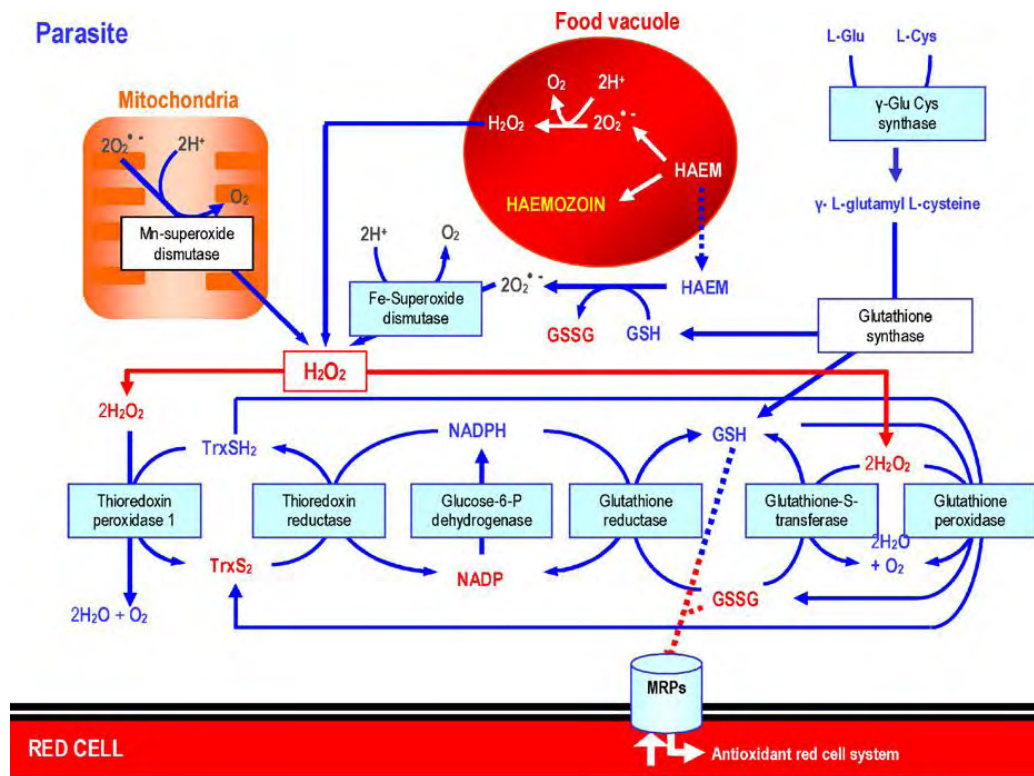 Parasite
Food vacuole
L-Glu
L-Cys
Mitochondria
O₂
2H⁺
H₂O₂
2O₂•-
γ-Glu Cys
synthase
2O₂•-
2H⁺
HAEM
O₂
HAEMOZOIN
γ- L-glutamyl L-cysteine
Mn-superoxide
dismutase
2H⁺
O₂
Fe-Superoxide
dismutase
2O₂•-
HAEM
GSSG
GSH
Glutathione
synthase
H₂O₂
2H₂O₂
TrxSH₂
NADPH
GSH
2H₂O₂
Thioredoxin
peroxidase 1
Thioredoxin
reductase
Glucose-6-P
dehydrogenase
Glutathione
reductase
Glutathione-S-
transferase
Glutathione
peroxidase
2H₂O
+ O₂
TrxS₂
NADP
GSSG
2H₂O + O₂
MRPs
RED CELL
Antioxidant red cell system